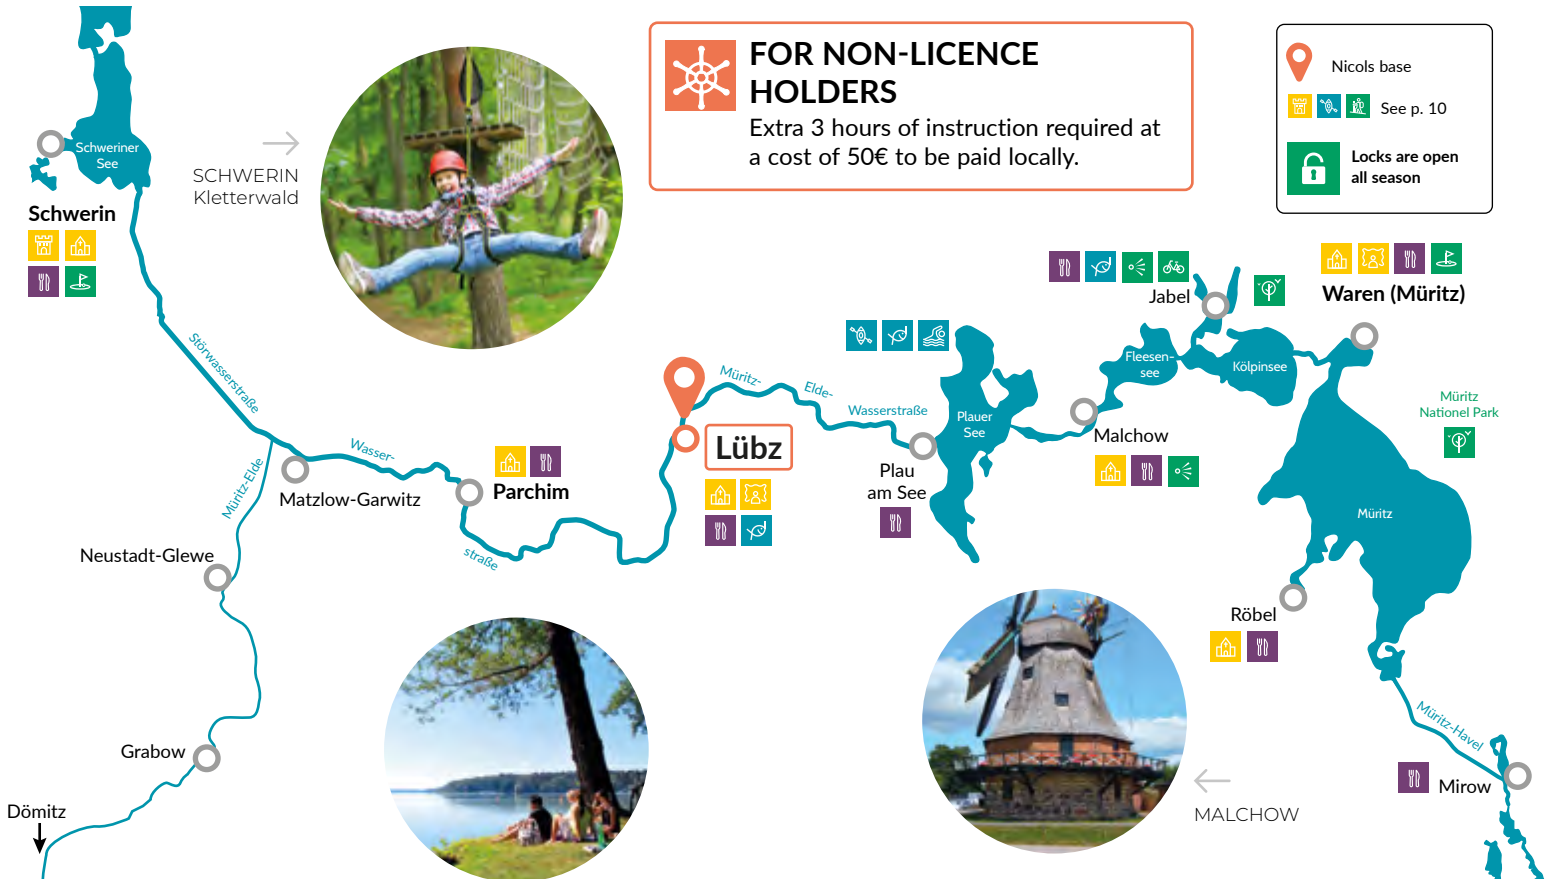 FOR NON-LICENCE
HOLDERS
Extra 3 hours of instruction required at
a cost of 50€ to be paid locally.
Nicols base
See p. 10
Locks are open
all season
Schweriner
See
SCHWERIN
Kletterwald
Schwerin
Störwasserstraße
Müritz-Elde
Wasser-
straße
Matzlow-Garwitz
Parchim
Neustadt-Glewe
Grabow
Dömitz
Lübz
Müritz-
Elde-
Wasserstraße
Plau
am See
Plauer
See
Malchow
Fleesen-
see
Jabel
Kölpinsee
Waren (Müritz)
Müritz
Nationel Park
Müritz
Röbel
Müritz-Havel
Mirow
MALCHOW